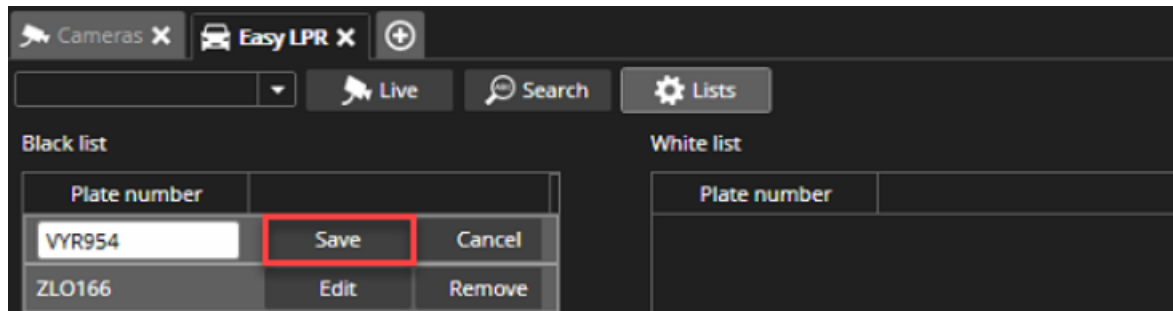 Cameras Easy LPR
Live Search Lists
Black list White list
Plate number Plate number
VYR954 Save Cancel
ZLO166 Edit Remove